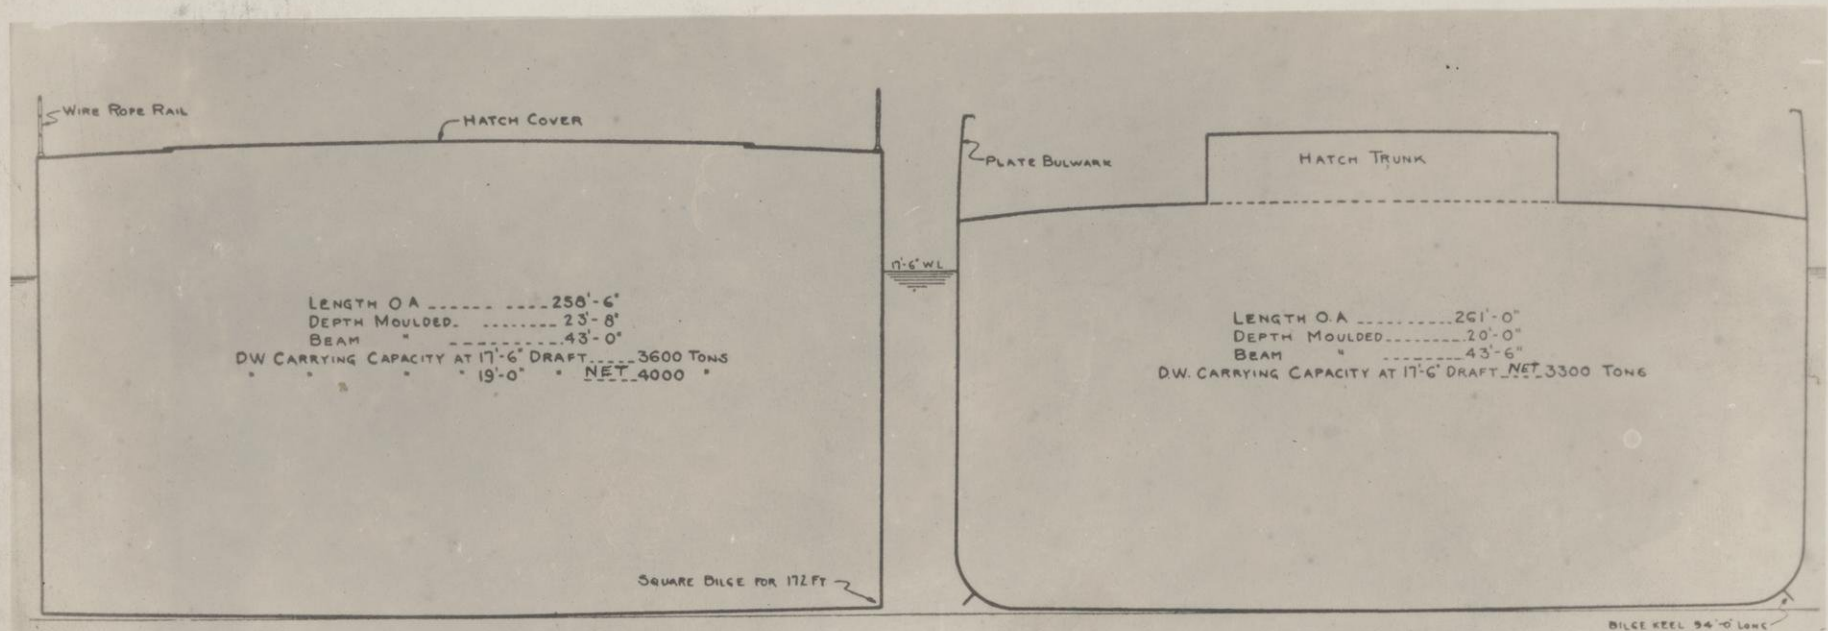 WIRE ROPE RAIL
HATCH COVER
LENGTH O A ...... .... 258'-6"
DEPTH MOULDED. ........ 23'-8"
BEAM " ............ 43'-0"
DW CARRYING CAPACITY AT 17'-6" DRAFT..... 3600 TONS
" " " " 19'-0" " NET 4000 "
SQUARE BILGE FOR 172 FT
17'-6" WL
PLATE BULWARK
HATCH TRUNK
LENGTH O.A .......... 261'-0"
DEPTH MOULDED........ 20'-0"
BEAM " ........ 43'-6"
D.W. CARRYING CAPACITY AT 17'-6" DRAFT NET 3300 TONS
BILGE KEEL 94'-0" LONG